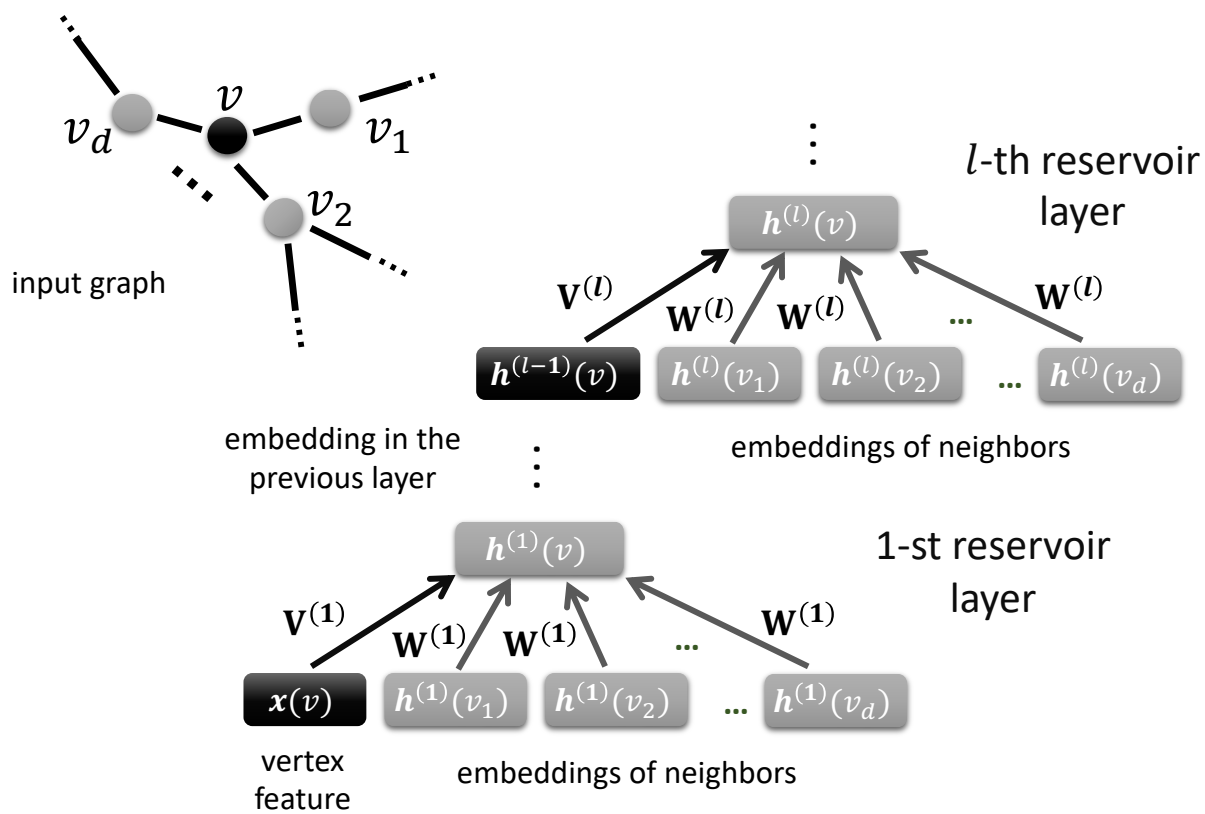 v
v_d
v_1
v_2
input graph
⋮
l-th reservoir
layer
h^(l)(v)
V^(l)
W^(l)
W^(l)
...
W^(l)
h^(l−1)(v)
h^(l)(v_1)
h^(l)(v_2)
...
h^(l)(v_d)
embedding in the
previous layer
embeddings of neighbors
⋮
h^(1)(v)
1-st reservoir
layer
V^(1)
W^(1)
W^(1)
...
W^(1)
x(v)
h^(1)(v_1)
h^(1)(v_2)
...
h^(1)(v_d)
vertex
feature
embeddings of neighbors